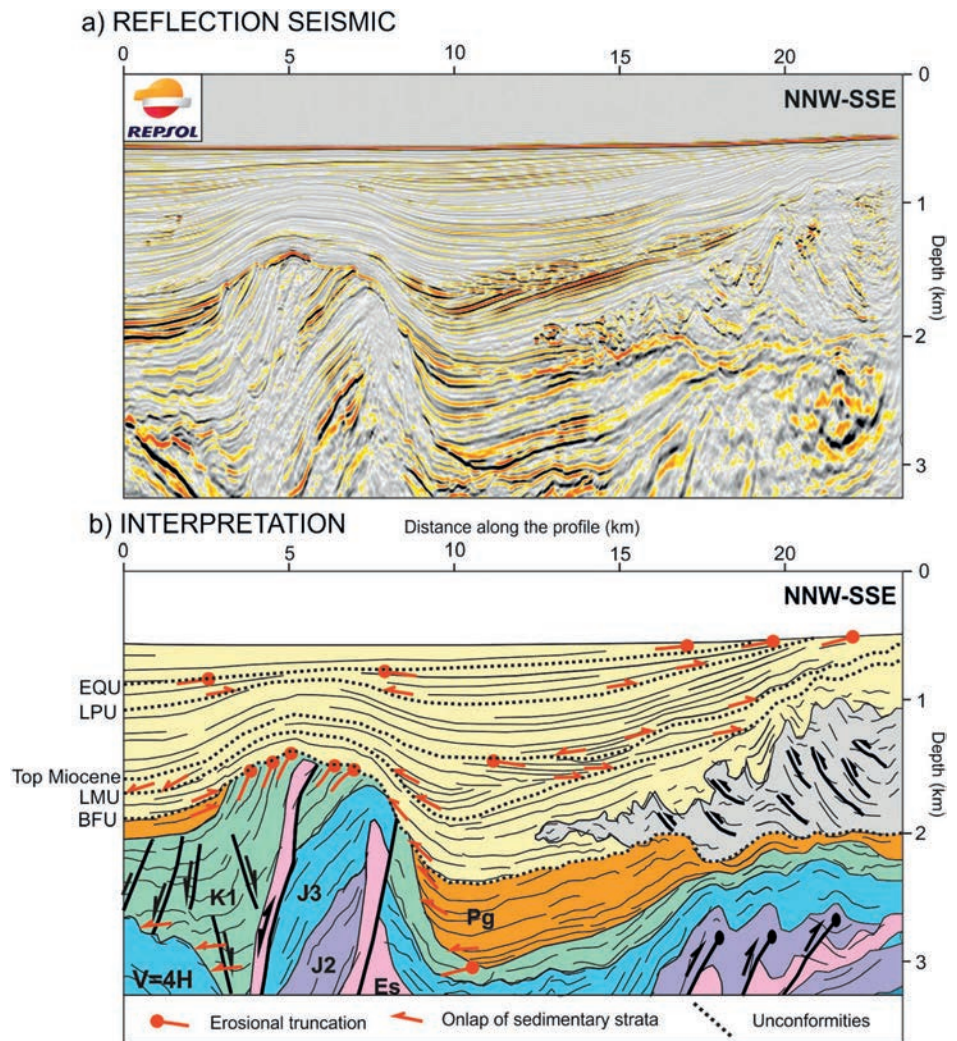 a) REFLECTION SEISMIC
0 5 10 15 20
0
REPSOL
NNW-SSE
1
2
3
Depth (km)
b) INTERPRETATION
Distance along the profile (km)
0 5 10 15 20
0
NNW-SSE
EQU
LPU
1
Top Miocene
LMU
BFU
2
3
Depth (km)
K1
J3
Pg
J2
V=4H
Es
Erosional truncation
Onlap of sedimentary strata
Unconformities